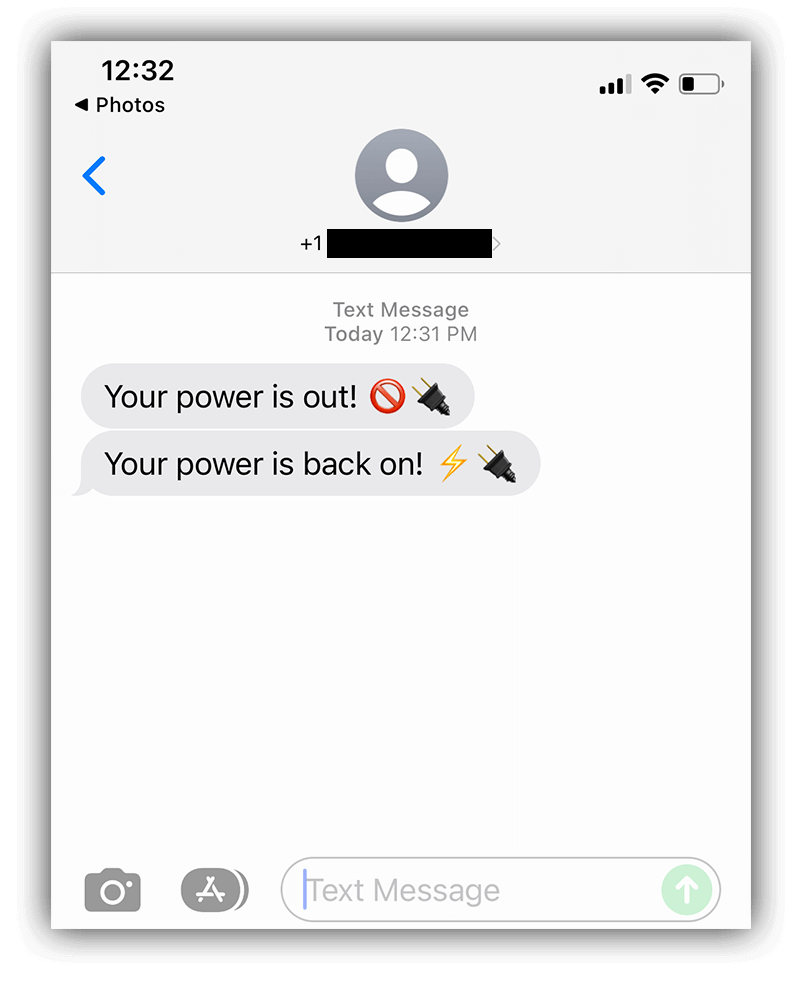 12:32
◀ Photos
+1
Text Message
Today 12:31 PM
Your power is out! 🚫🔌
Your power is back on! ⚡🔌
Text Message